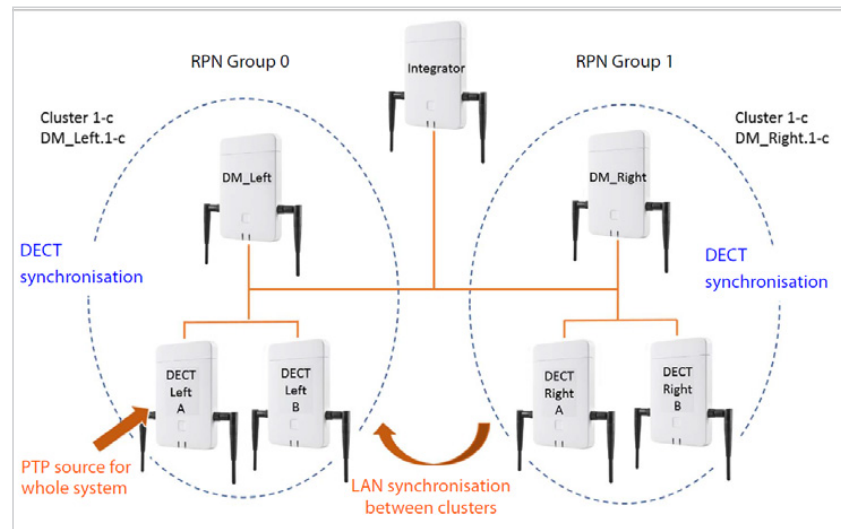 RPN Group 0
Integrator
RPN Group 1
Cluster 1-c
DM_Left.1-c
Cluster 1-c
DM_Right.1-c
DM_Left
DM_Right
DECT
synchronisation
DECT
synchronisation
DECT
Left
A
DECT
Left
B
DECT
Right
A
DECT
Right
B
PTP source for
whole system
LAN synchronisation
between clusters